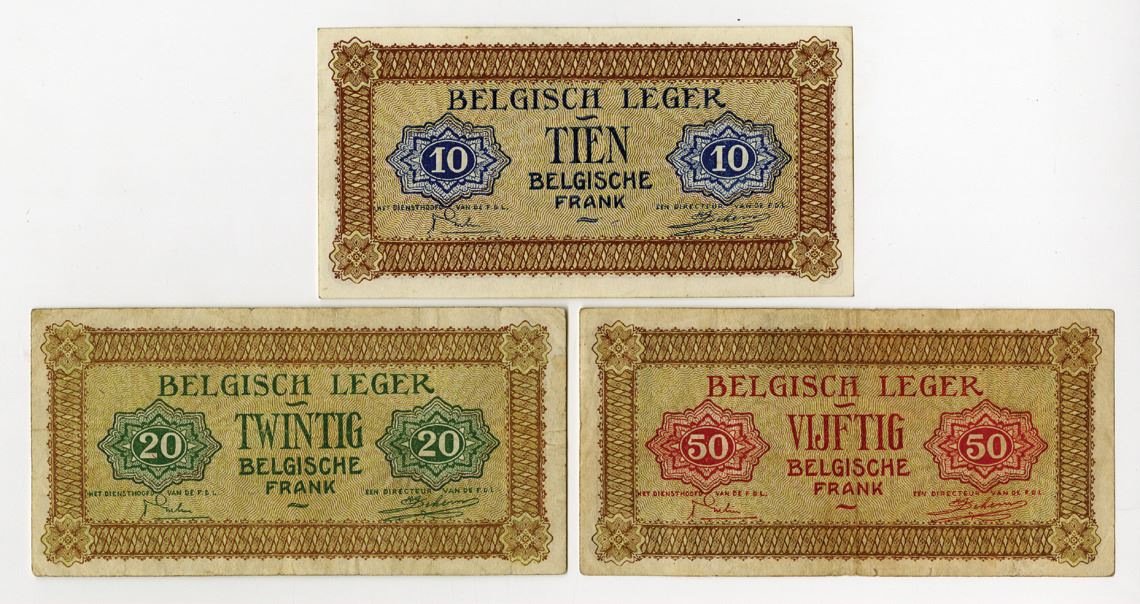 BELGISCH LEGER
10 TIEN 10
BELGISCHE
FRANK
HET DIENSTHOOFD VAN DE F.D.L. EEN DIRECTEUR VAN DE F.D.L.
BELGISCH LEGER
20 TWINTIG 20
BELGISCHE
FRANK
HET DIENSTHOOFD VAN DE F.D.L. EEN DIRECTEUR VAN DE F.D.L.
BELGISCH LEGER
50 VIJFTIG 50
BELGISCHE
FRANK
HET DIENSTHOOFD VAN DE F.D.L. EEN DIRECTEUR VAN DE F.D.L.